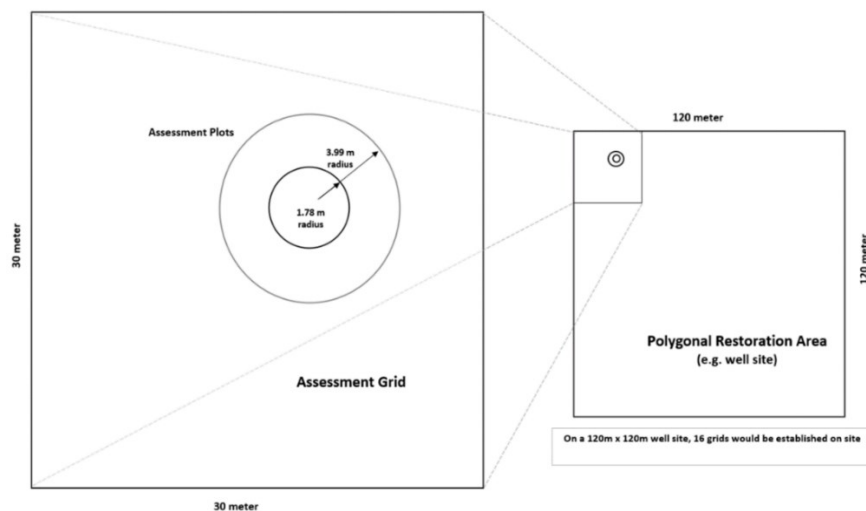 Assessment Plots
3.99 m
radius
1.78 m
radius
30 meter
Assessment Grid
30 meter
120 meter
120 meter
Polygonal Restoration Area
(e.g. well site)
On a 120m x 120m well site, 16 grids would be established on site